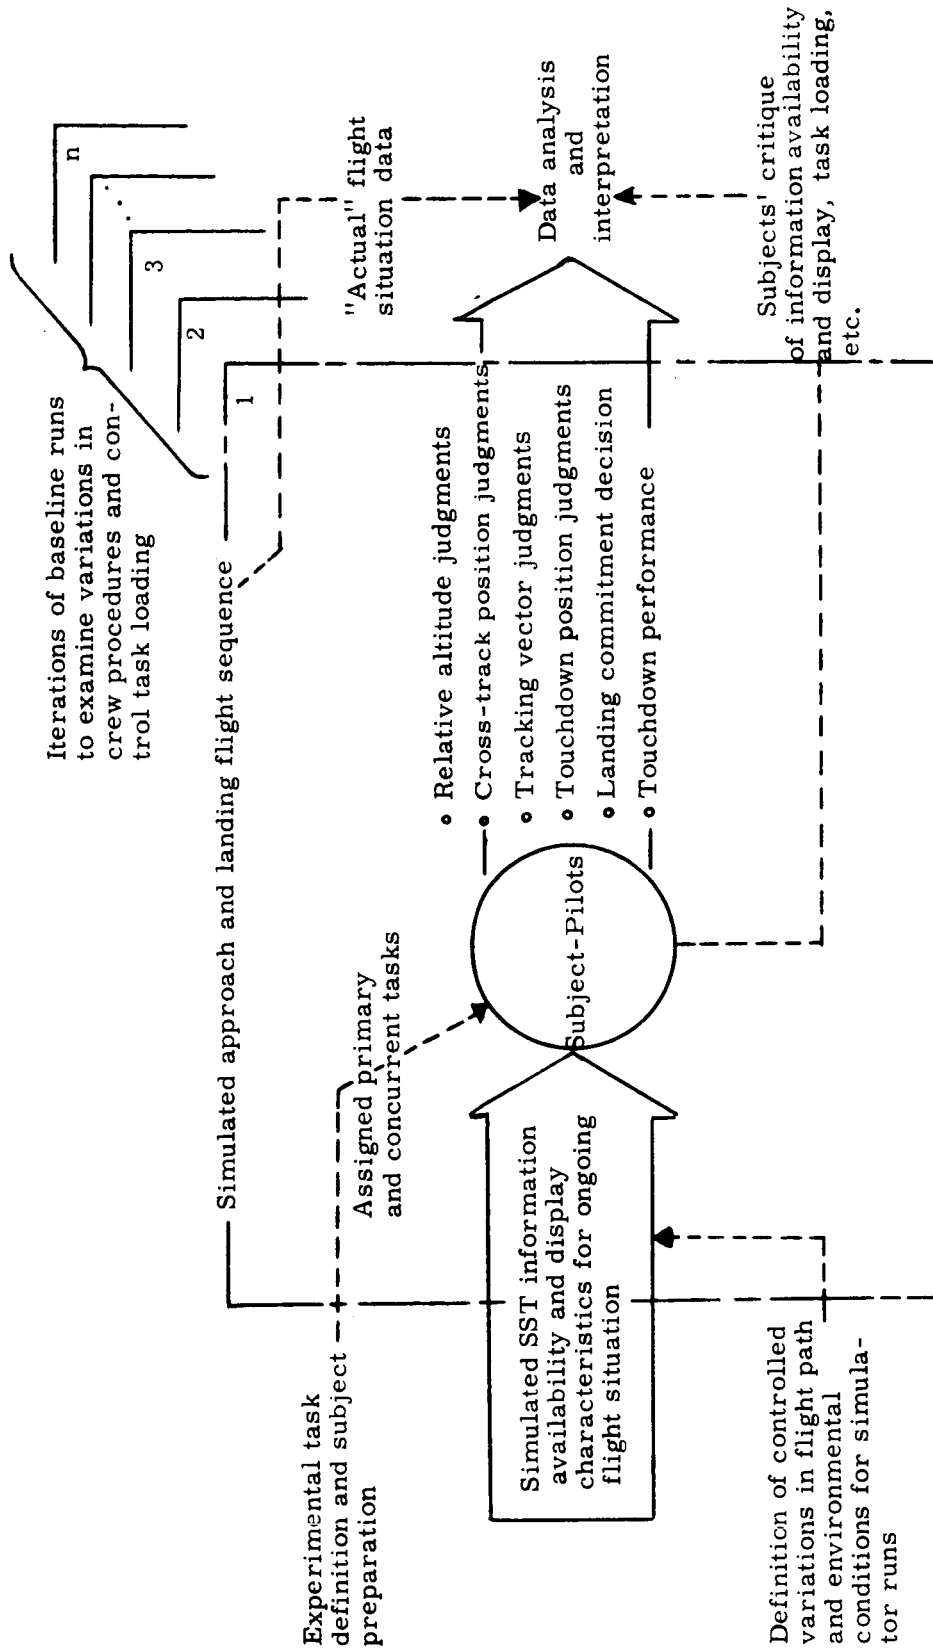 Iterations of baseline runs
to examine variations in
crew procedures and con-
trol task loading
n
. . .
3
2
1
Simulated approach and landing flight sequence
"Actual" flight
situation data
Experimental task
definition and subject
preparation
Assigned primary
and concurrent tasks
Simulated SST information
availability and display
characteristics for ongoing
flight situation
Subject-Pilots
• Relative altitude judgments
• Cross-track position judgments
• Tracking vector judgments
• Touchdown position judgments
• Landing commitment decision
• Touchdown performance
Data analysis
and
interpretation
Definition of controlled
variations in flight path
and environmental
conditions for simula-
tor runs
Subjects' critique
of information availability
and display, task loading,
etc.